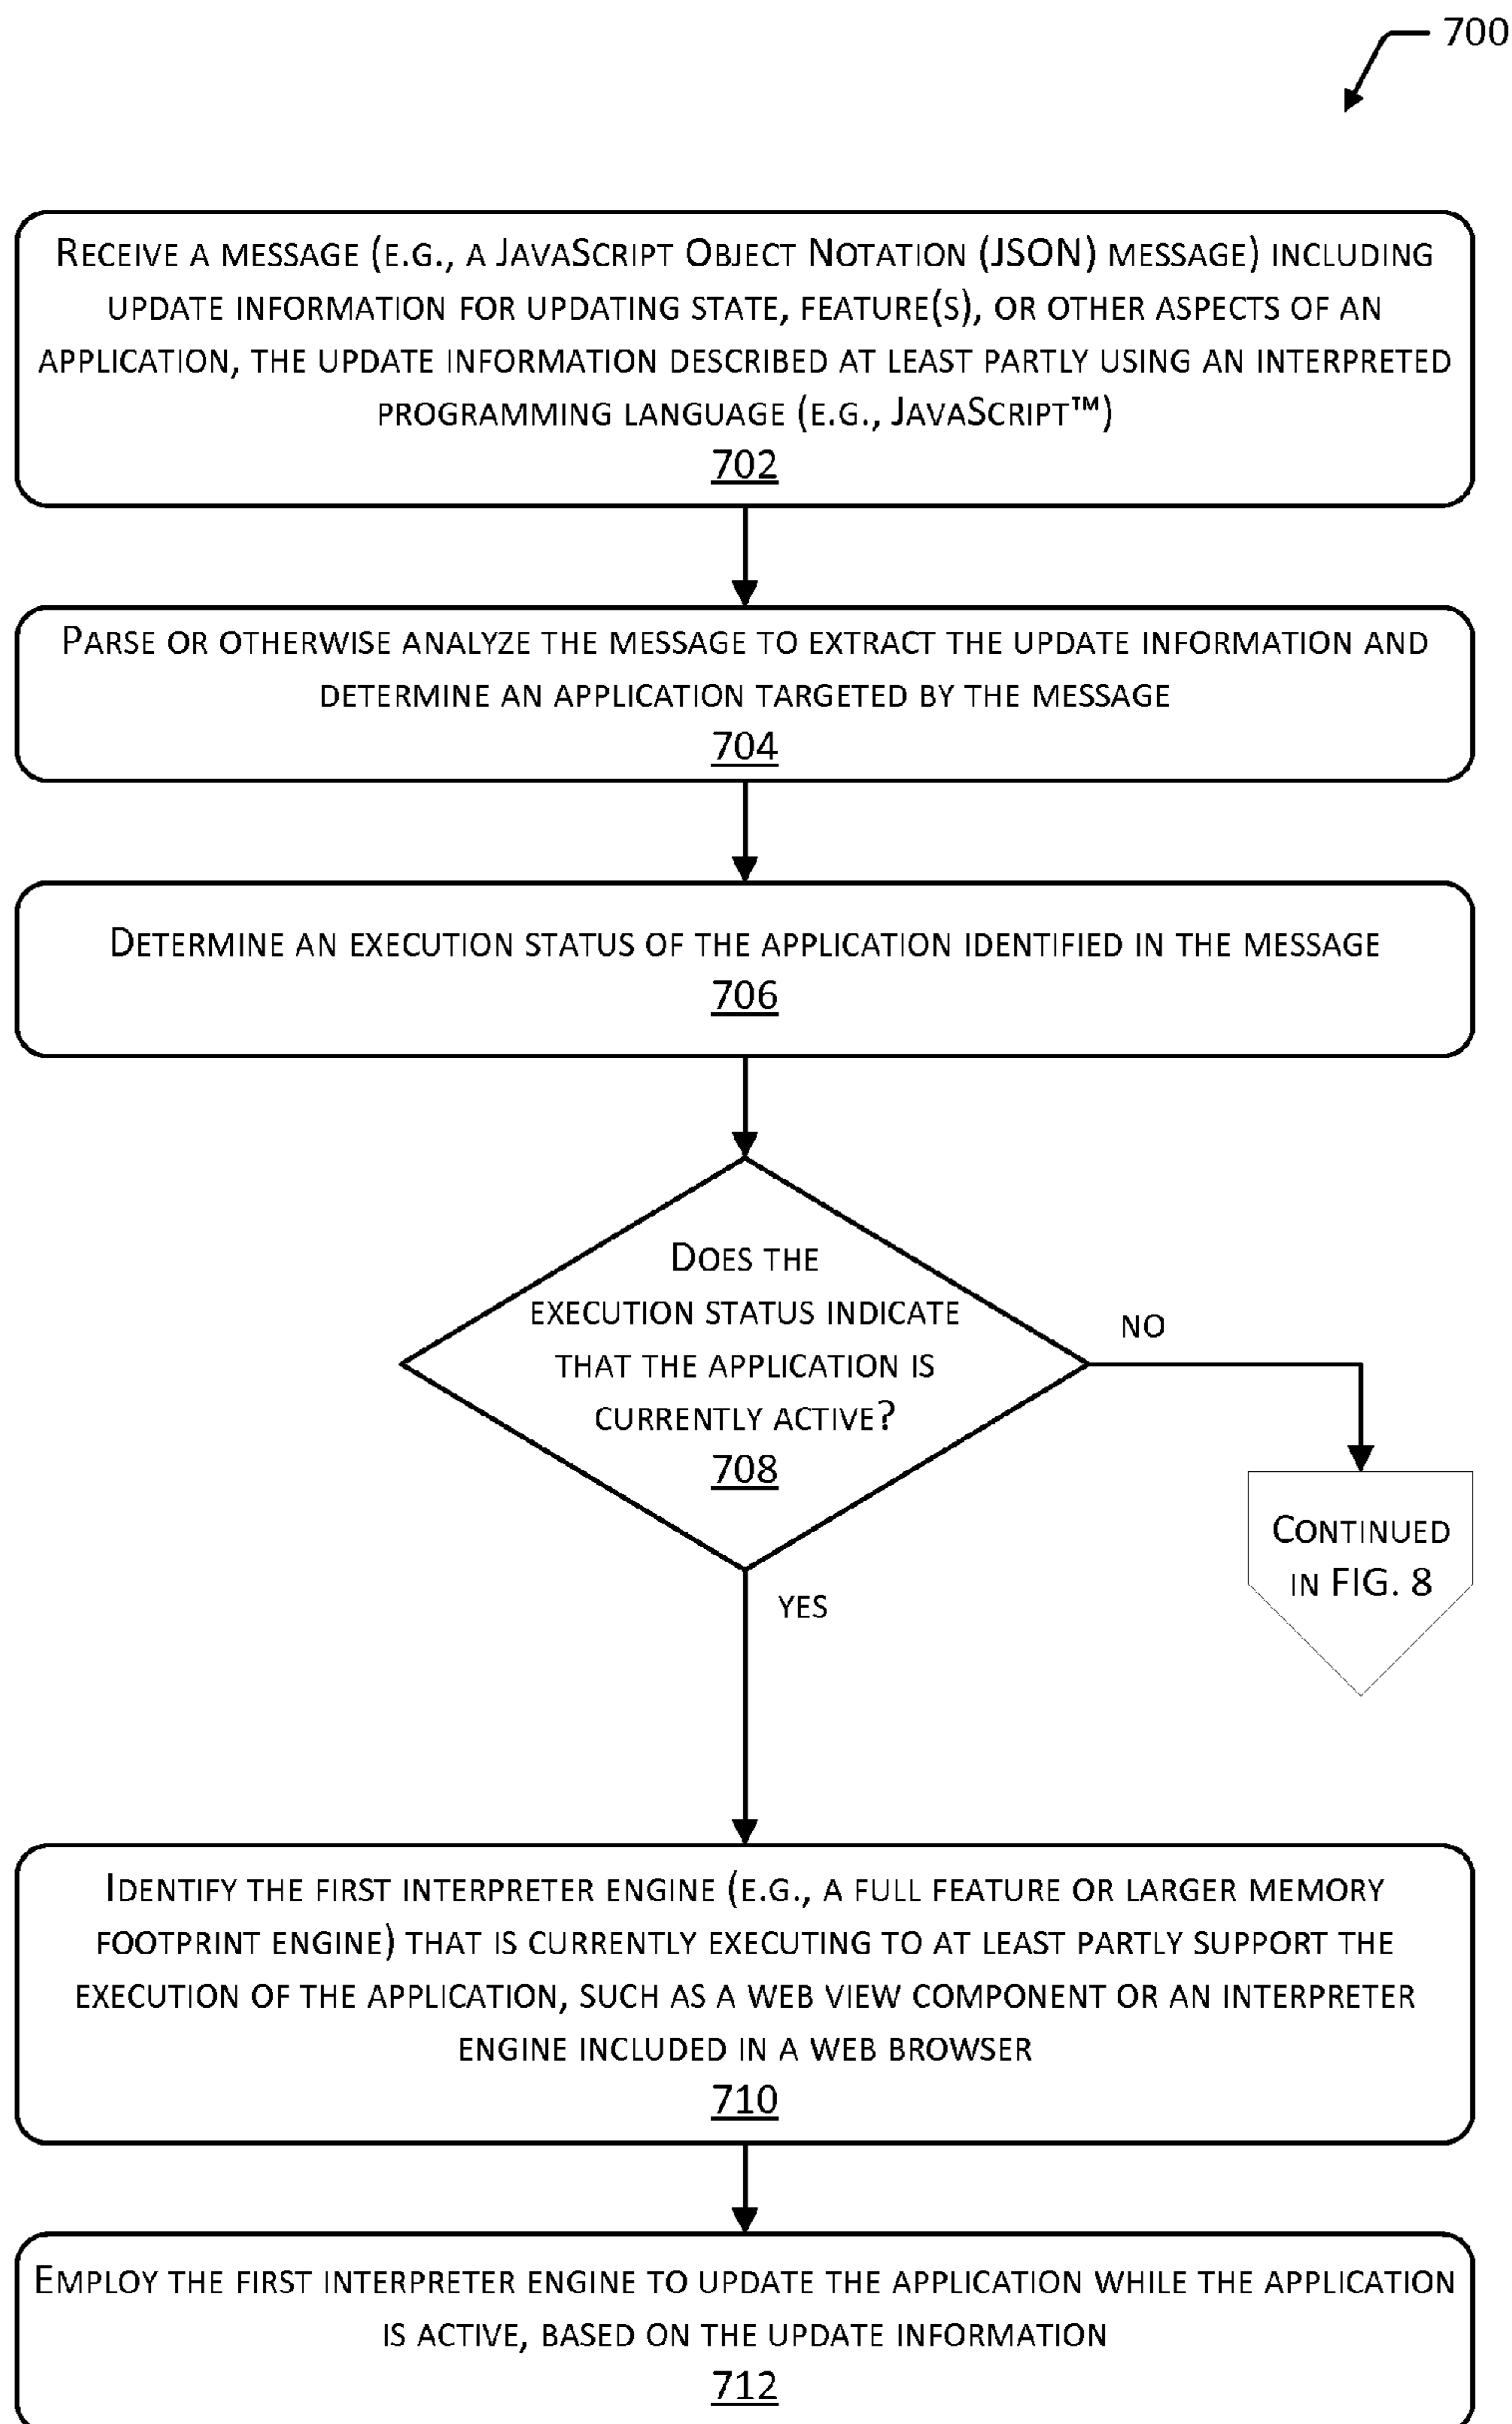 700
RECEIVE A MESSAGE (E.G., A JAVASCRIPT OBJECT NOTATION (JSON) MESSAGE) INCLUDING
UPDATE INFORMATION FOR UPDATING STATE, FEATURE(S), OR OTHER ASPECTS OF AN
APPLICATION, THE UPDATE INFORMATION DESCRIBED AT LEAST PARTLY USING AN INTERPRETED
PROGRAMMING LANGUAGE (E.G., JAVASCRIPT™)
702
PARSE OR OTHERWISE ANALYZE THE MESSAGE TO EXTRACT THE UPDATE INFORMATION AND
DETERMINE AN APPLICATION TARGETED BY THE MESSAGE
704
DETERMINE AN EXECUTION STATUS OF THE APPLICATION IDENTIFIED IN THE MESSAGE
706
DOES THE
EXECUTION STATUS INDICATE
THAT THE APPLICATION IS
CURRENTLY ACTIVE?
708
NO
CONTINUED
IN FIG. 8
YES
IDENTIFY THE FIRST INTERPRETER ENGINE (E.G., A FULL FEATURE OR LARGER MEMORY
FOOTPRINT ENGINE) THAT IS CURRENTLY EXECUTING TO AT LEAST PARTLY SUPPORT THE
EXECUTION OF THE APPLICATION, SUCH AS A WEB VIEW COMPONENT OR AN INTERPRETER
ENGINE INCLUDED IN A WEB BROWSER
710
EMPLOY THE FIRST INTERPRETER ENGINE TO UPDATE THE APPLICATION WHILE THE APPLICATION
IS ACTIVE, BASED ON THE UPDATE INFORMATION
712